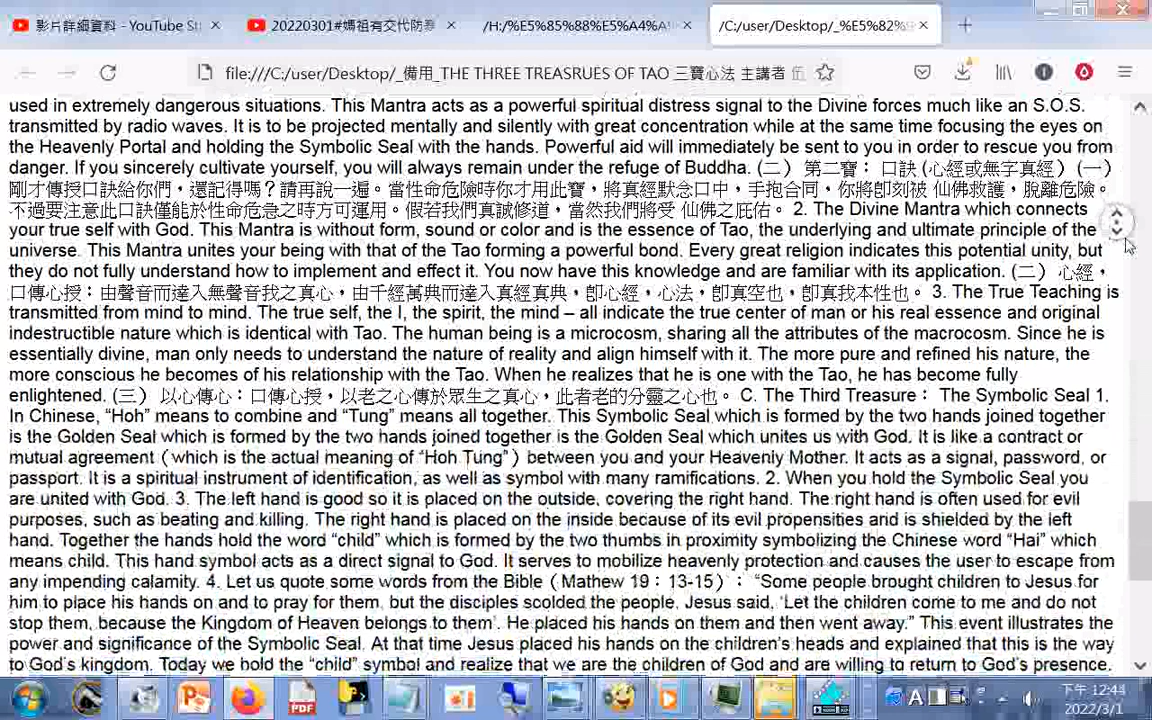 影片詳細資料 - YouTube St
20220301#媽祖有交代防暴
/H:/%E5%85%88%E5%A4%A9
/C:/user/Desktop/_%E5%82%
file:///C:/user/Desktop/_備用_THE THREE TREASRUES OF TAO 三寶心法 主講者 伍
used in extremely dangerous situations. This Mantra acts as a powerful spiritual distress signal to the Divine forces much like an S.O.S.
transmitted by radio waves. It is to be projected mentally and silently with great concentration while at the same time focusing the eyes on
the Heavenly Portal and holding the Symbolic Seal with the hands. Powerful aid will immediately be sent to you in order to rescue you from
danger. If you sincerely cultivate yourself, you will always remain under the refuge of Buddha. (二) 第二寶： 口訣 (心經或無字真經) (一)
剛才傳授口訣給你們，還記得嗎？請再說一遍。當性命危險時你才用此寶，將真經默念口中，手抱合同，你將卽刻被 仙佛救護，脫離危險。
不過要注意此口訣僅能於性命危急之時方可運用。假若我們真誠修道，當然我們將受 仙佛之庇佑。 2. The Divine Mantra which connects
your true self with God. This Mantra is without form, sound or color and is the essence of Tao, the underlying and ultimate principle of the
universe. This Mantra unites your being with that of the Tao forming a powerful bond. Every great religion indicates this potential unity, but
they do not fully understand how to implement and effect it. You now have this knowledge and are familiar with its application. (二) 心經，
口傳心授：由聲音而達入無聲音我之真心，由千經萬典而達入真經真典，卽心經，心法，卽真空也，卽真我本性也。 3. The True Teaching is
transmitted from mind to mind. The true self, the I, the spirit, the mind – all indicate the true center of man or his real essence and original
indestructible nature which is identical with Tao. The human being is a microcosm, sharing all the attributes of the macrocosm. Since he is
essentially divine, man only needs to understand the nature of reality and align himself with it. The more pure and refined his nature, the
more conscious he becomes of his relationship with the Tao. When he realizes that he is one with the Tao, he has become fully
enlightened. (三) 以心傳心：口傳心授，以老之心傳於眾生之真心，此者老的分靈之心也。 C. The Third Treasure： The Symbolic Seal 1.
In Chinese, “Hoh” means to combine and “Tung” means all together. This Symbolic Seal which is formed by the two hands joined together
is the Golden Seal which is formed by the two hands joined together is the Golden Seal which unites us with God. It is like a contract or
mutual agreement（which is the actual meaning of “Hoh Tung”）between you and your Heavenly Mother. It acts as a signal, password, or
passport. It is a spiritual instrument of identification, as well as symbol with many ramifications. 2. When you hold the Symbolic Seal you
are united with God. 3. The left hand is good so it is placed on the outside, covering the right hand. The right hand is often used for evil
purposes, such as beating and killing. The right hand is placed on the inside because of its evil propensities and is shielded by the left
hand. Together the hands hold the word “child” which is formed by the two thumbs in proximity symbolizing the Chinese word “Hai” which
means child. This hand symbol acts as a direct signal to God. It serves to mobilize heavenly protection and causes the user to escape from
any impending calamity. 4. Let us quote some words from the Bible（Mathew 19：13-15）：“Some people brought children to Jesus for
him to place his hands on and to pray for them, but the disciples scolded the people. Jesus said, ‘Let the children come to me and do not
stop them, because the Kingdom of Heaven belongs to them’. He placed his hands on them and then went away.” This event illustrates the
power and significance of the Symbolic Seal. At that time Jesus placed his hands on the children’s heads and explained that this is the way
to God’s kingdom. Today we hold the “child” symbol and realize that we are the children of God and are willing to return to God’s presence.
下午 12:44
2022/3/1